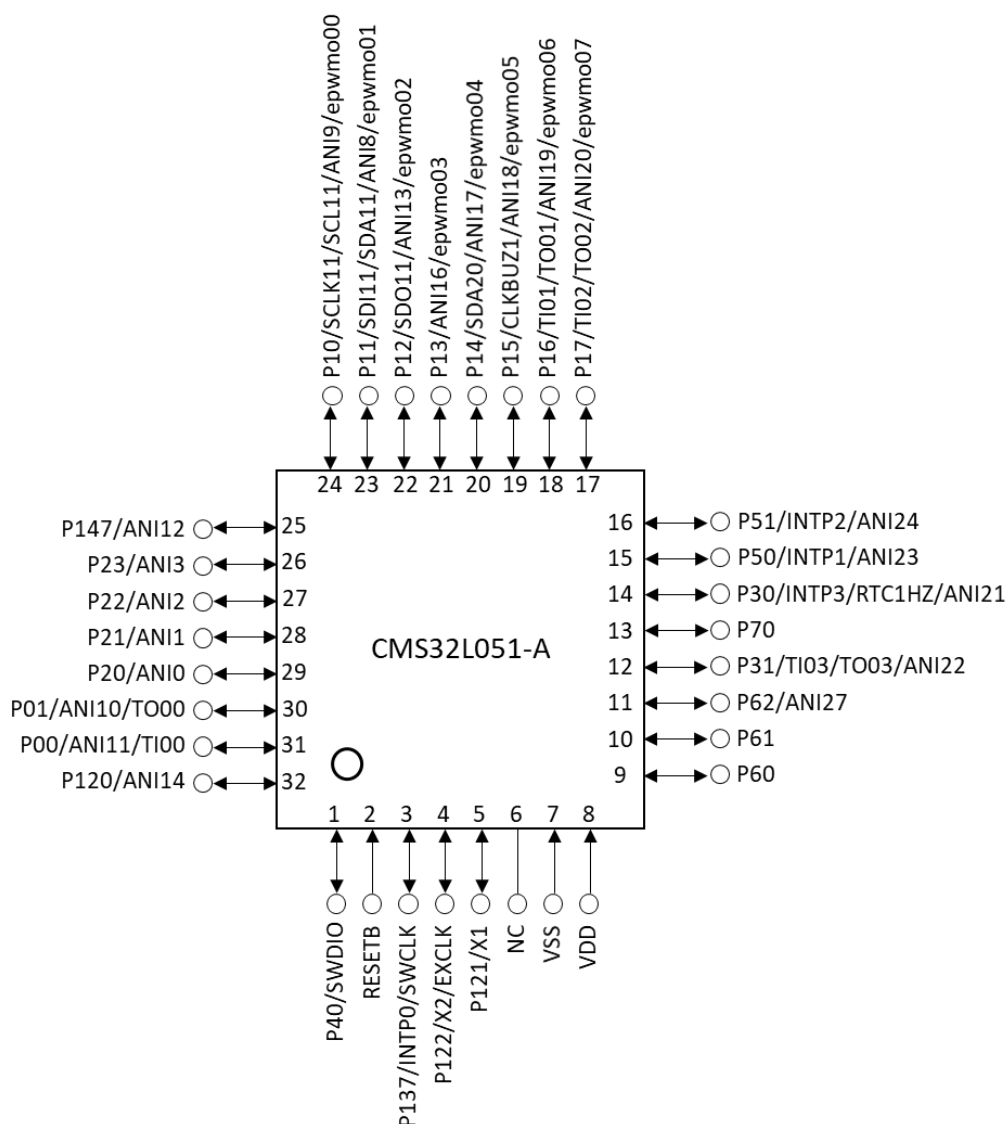 P10/SCLK11/SCL11/ANI9/epwmo00
P11/SDI11/SDA11/ANI8/epwmo01
P12/SDO11/ANI13/epwmo02
P13/ANI16/epwmo03
P14/SDA20/ANI17/epwmo04
P15/CLKBUZ1/ANI18/epwmo05
P16/TI01/TO01/ANI19/epwmo06
P17/TI02/TO02/ANI20/epwmo07
24 23 22 21 20 19 18 17
P147/ANI12 25
P23/ANI3 26
P22/ANI2 27
P21/ANI1 28
P20/ANI0 29
P01/ANI10/TO00 30
P00/ANI11/TI00 31
P120/ANI14 32
CMS32L051-A
16 P51/INTP2/ANI24
15 P50/INTP1/ANI23
14 P30/INTP3/RTC1HZ/ANI21
13 P70
12 P31/TI03/TO03/ANI22
11 P62/ANI27
10 P61
9 P60
1 2 3 4 5 6 7 8
P40/SWDIO
RESETB
P137/INTP0/SWCLK
P122/X2/EXCLK
P121/X1
NC
VSS
VDD